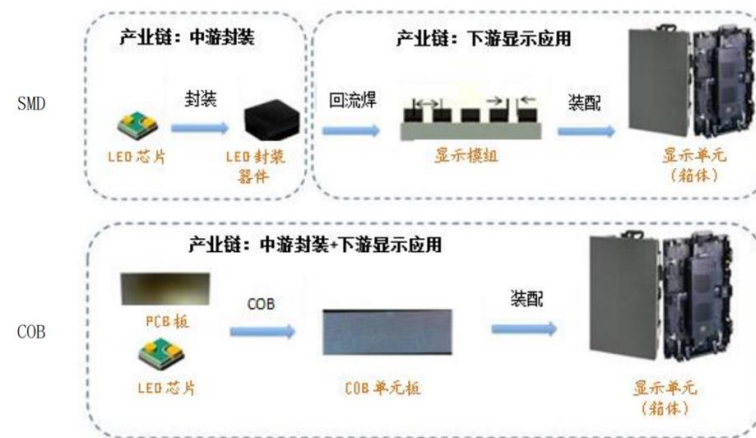 产业链：中游封装
产业链：下游显示应用
SMD
封装
回流焊
装配
LED芯片
LED封装
器件
显示模组
显示单元
（箱体）
产业链：中游封装+下游显示应用
COB
PCB板
COB
装配
LED芯片
COB单元板
显示单元
（箱体）